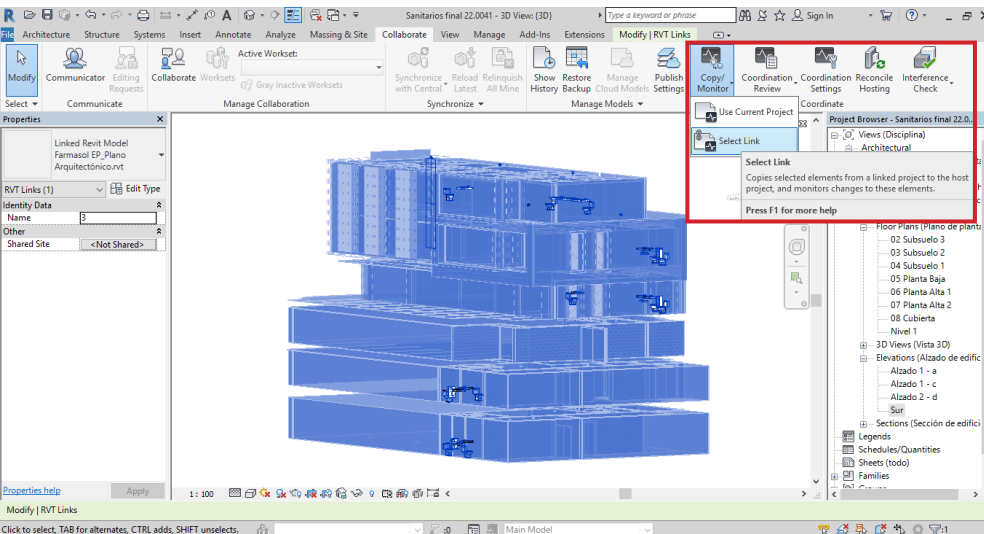 Sanitarios final 22.0041 - 3D View: {3D}
Type a keyword or phrase
Sign In
File Architecture Structure Systems Insert Annotate Analyze Massing & Site Collaborate View Manage Add-Ins Extensions Modify | RVT Links
Modify
Communicator
Editing Requests
Collaborate
Worksets
Active Workset:
Gray Inactive Worksets
Synchronize with Central
Reload Latest
Relinquish All Mine
Show History
Restore Backup
Manage Cloud Models
Publish Settings
Copy/ Monitor
Coordination Review
Coordination Settings
Reconcile Hosting
Interference Check
Select
Communicate
Manage Collaboration
Synchronize
Manage Models
Coordinate
Use Current Project
Select Link
Select Link
Copies selected elements from a linked project to the host
project, and monitors changes to these elements.
Press F1 for more help
Properties
Linked Revit Model
Farmasol EP_Plano
Arquitectónico.rvt
RVT Links (1)
Edit Type
Identity Data
Name 3
Other
Shared Site <Not Shared>
Properties help
Apply
Project Browser - Sanitarios final 22.0...
Views (Disciplina)
Architectural
Floor Plans (Plano de planta
02 Subsuelo 3
03 Subsuelo 2
04 Subsuelo 1
05 Planta Baja
06 Planta Alta 1
07 Planta Alta 2
08 Cubierta
Nivel 1
3D Views (Vista 3D)
Elevations (Alzado de edific
Alzado 1 - a
Alzado 1 - c
Alzado 2 - d
Sur
Sections (Sección de edifici
Legends
Schedules/Quantities
Sheets (todo)
Families
1 : 100
Modify | RVT Links
Click to select, TAB for alternates, CTRL adds, SHIFT unselects.
:0
Main Model
:1